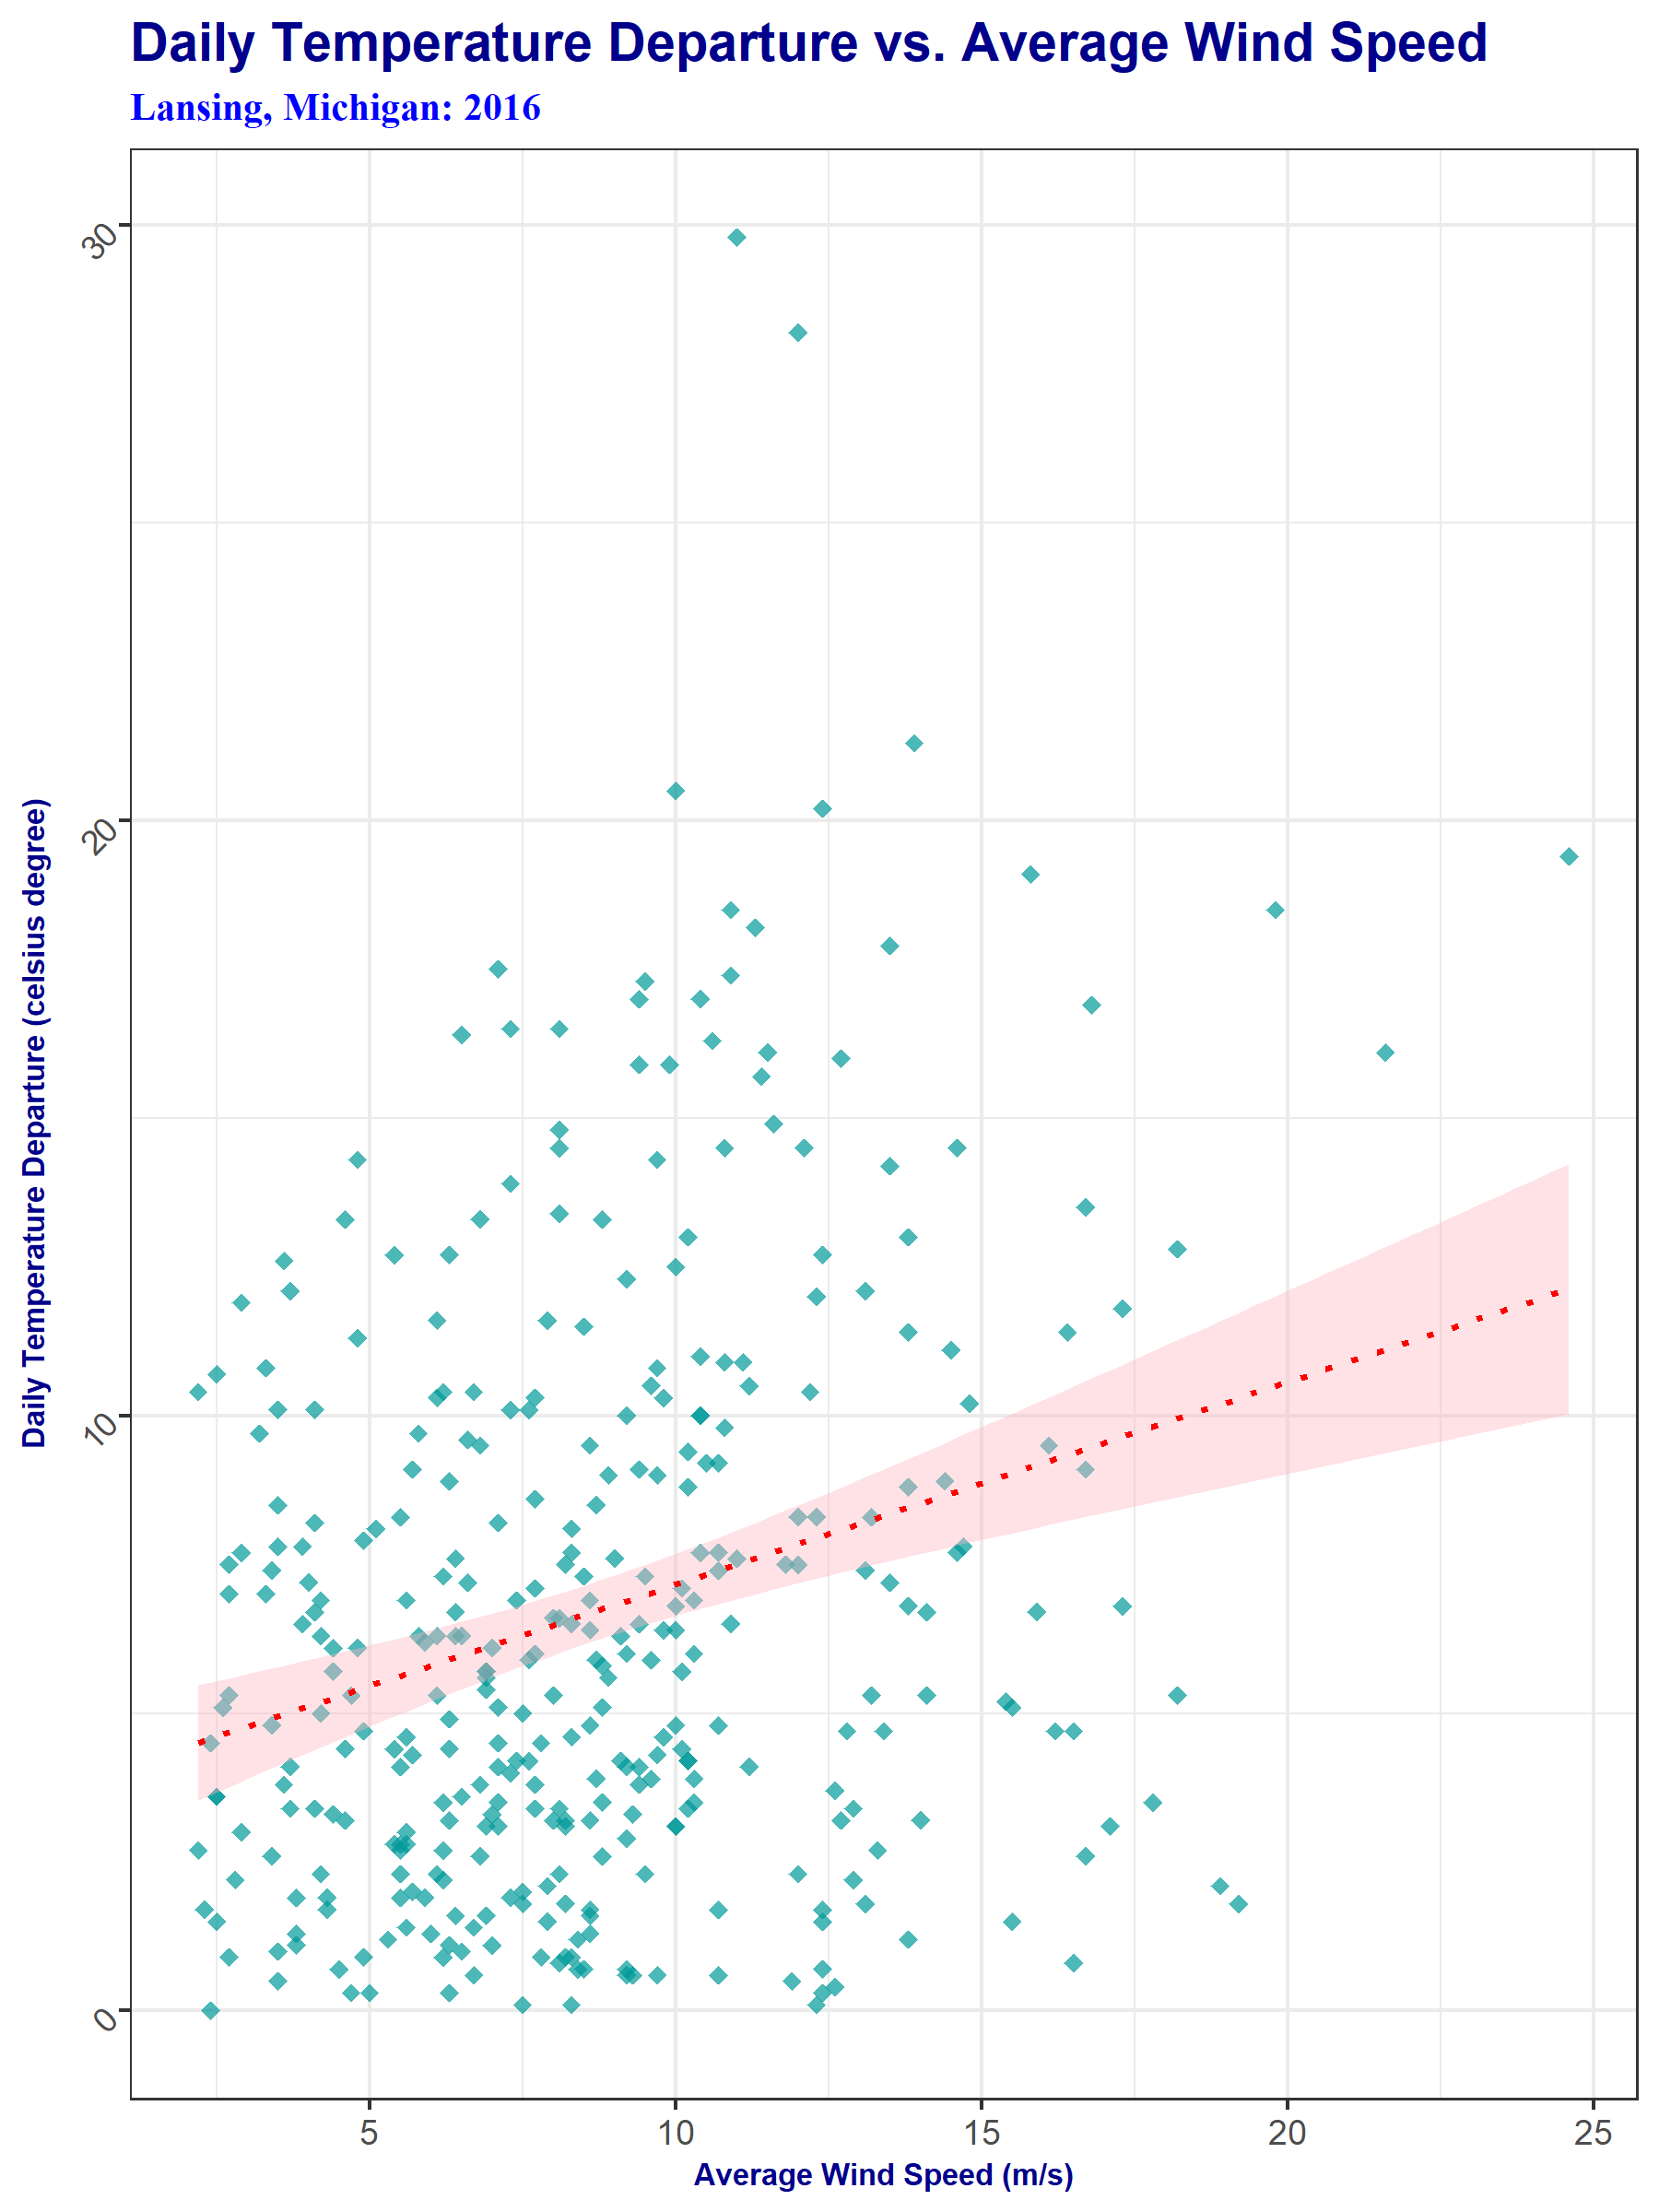 Daily Temperature Departure vs. Average Wind Speed
Lansing, Michigan: 2016
Daily Temperature Departure (celsius degree)
30
20
10
0
5 10 15 20 25
Average Wind Speed (m/s)